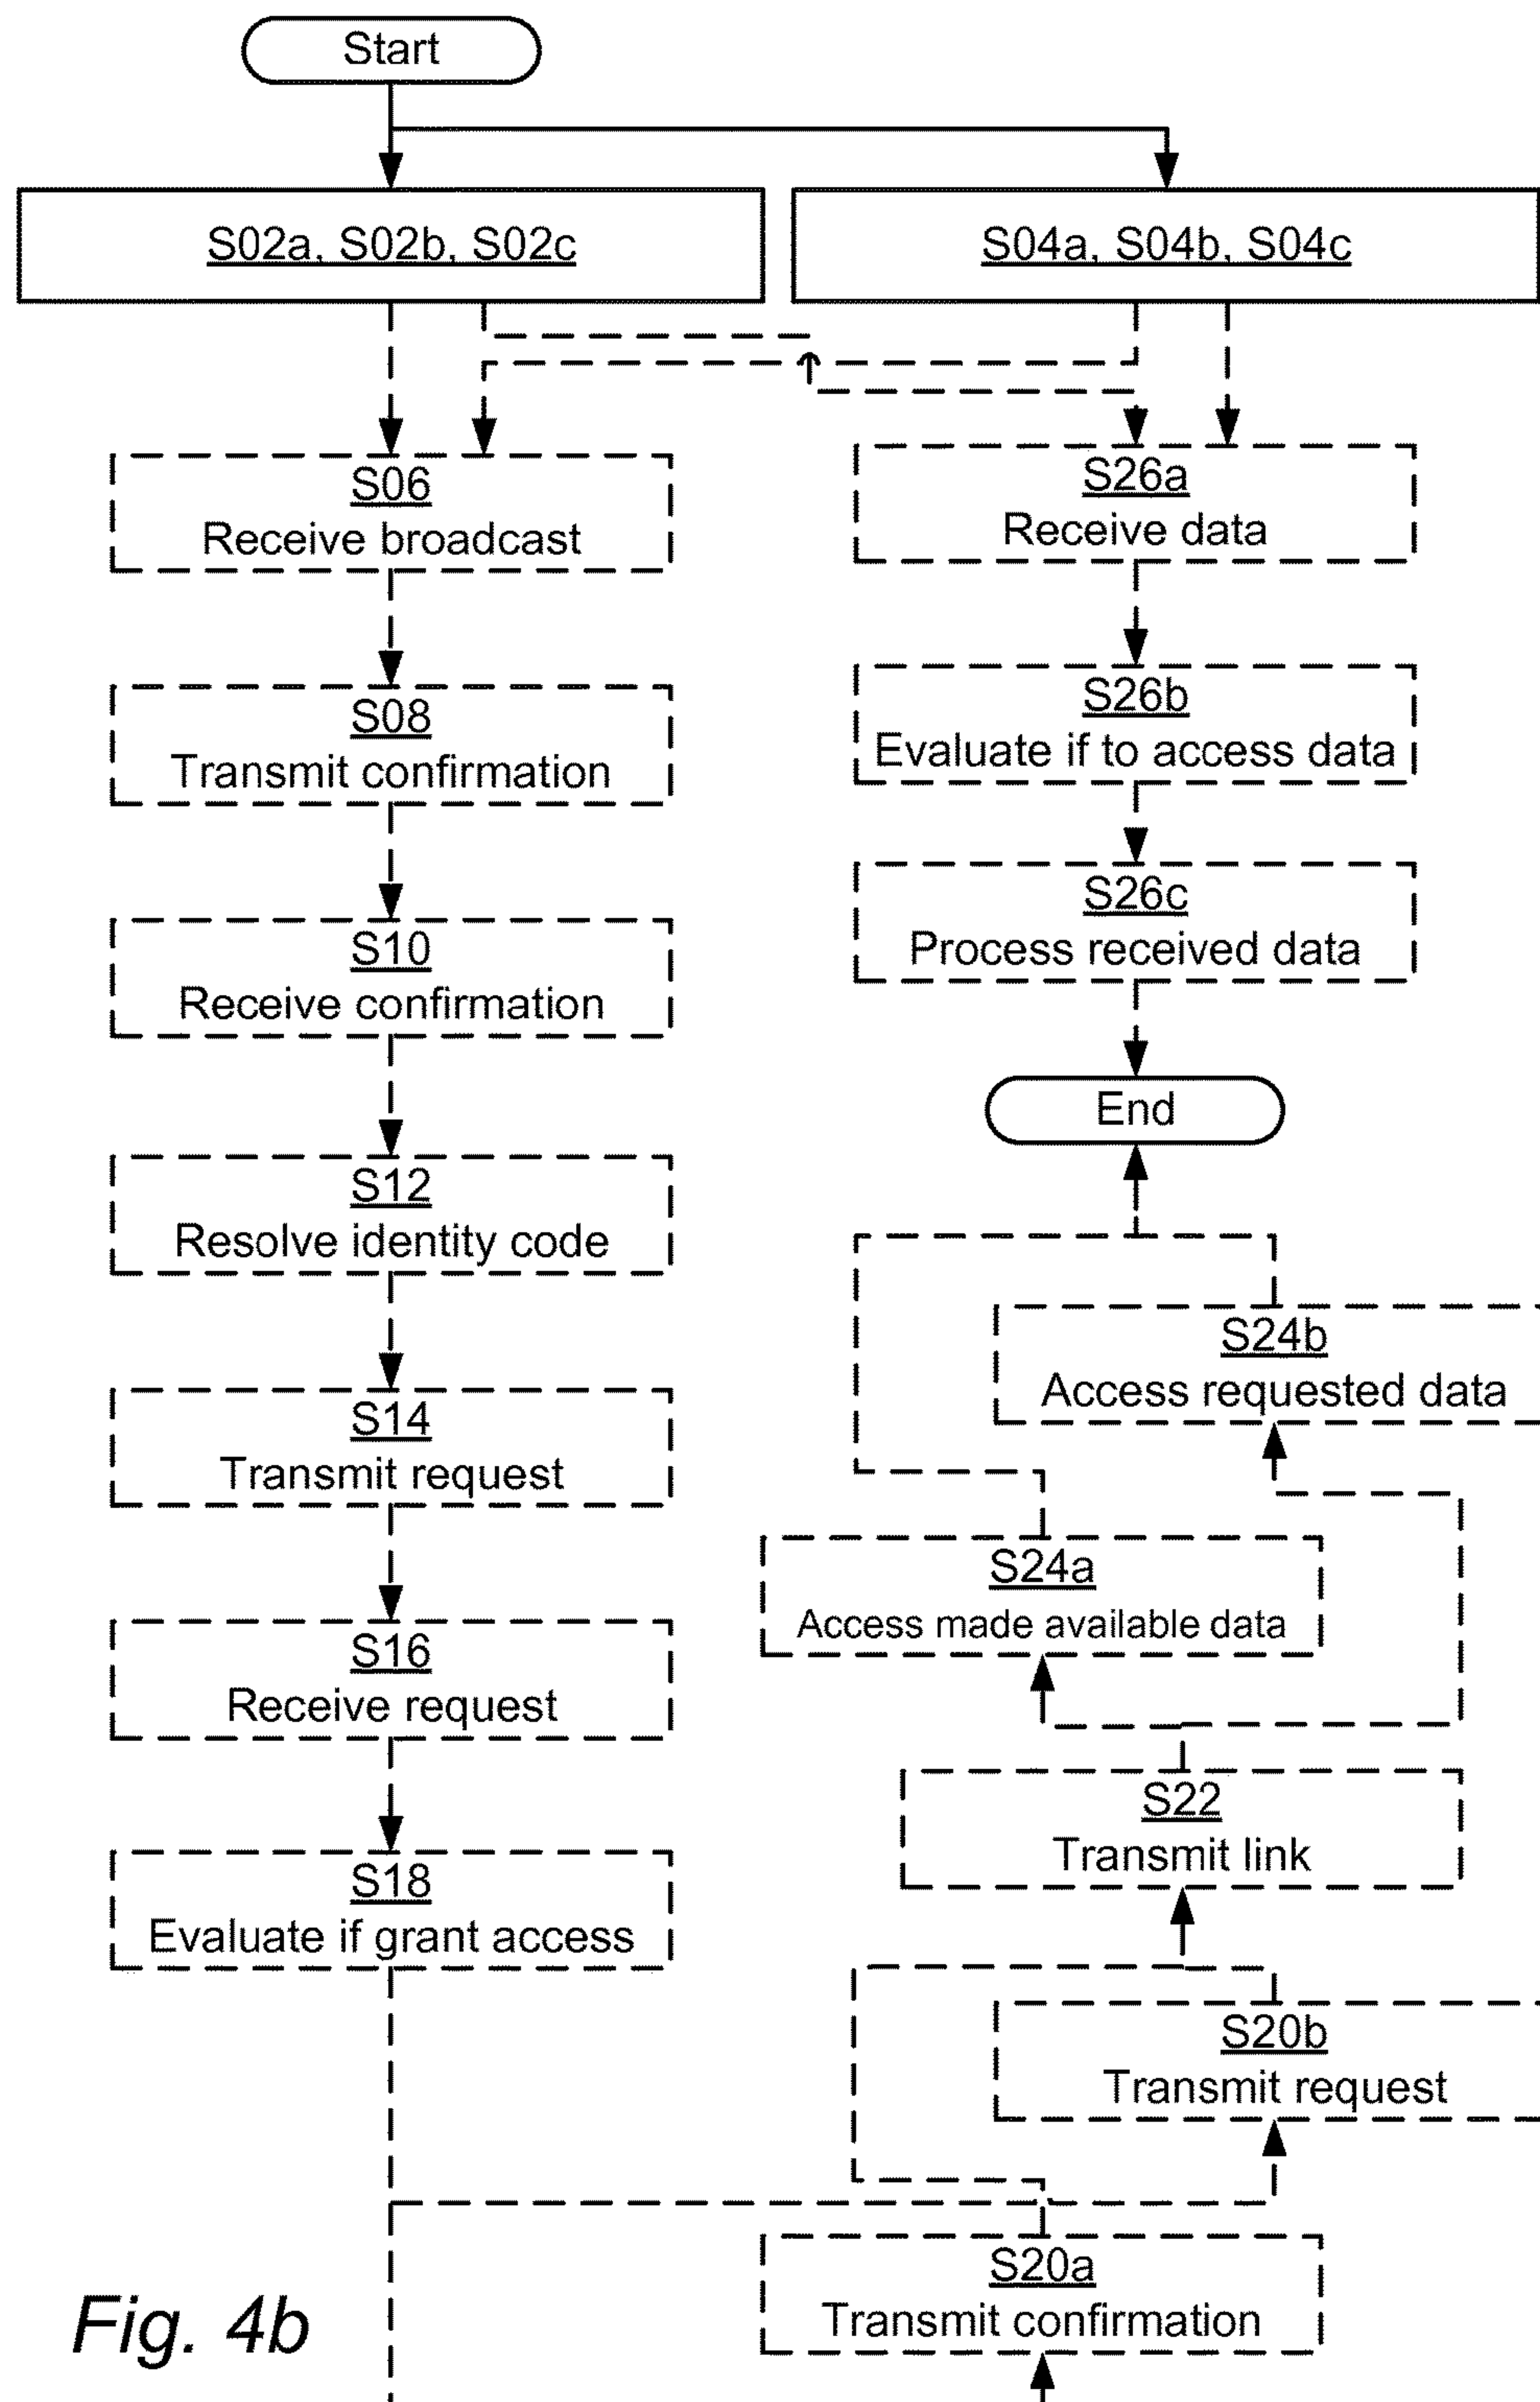 Start
S02a, S02b, S02c
S04a, S04b, S04c
S06
Receive broadcast
S08
Transmit confirmation
S10
Receive confirmation
S12
Resolve identity code
S14
Transmit request
S16
Receive request
S18
Evaluate if grant access
S26a
Receive data
S26b
Evaluate if to access data
S26c
Process received data
End
S24b
Access requested data
S24a
Access made available data
S22
Transmit link
S20b
Transmit request
S20a
Transmit confirmation
Fig. 4b